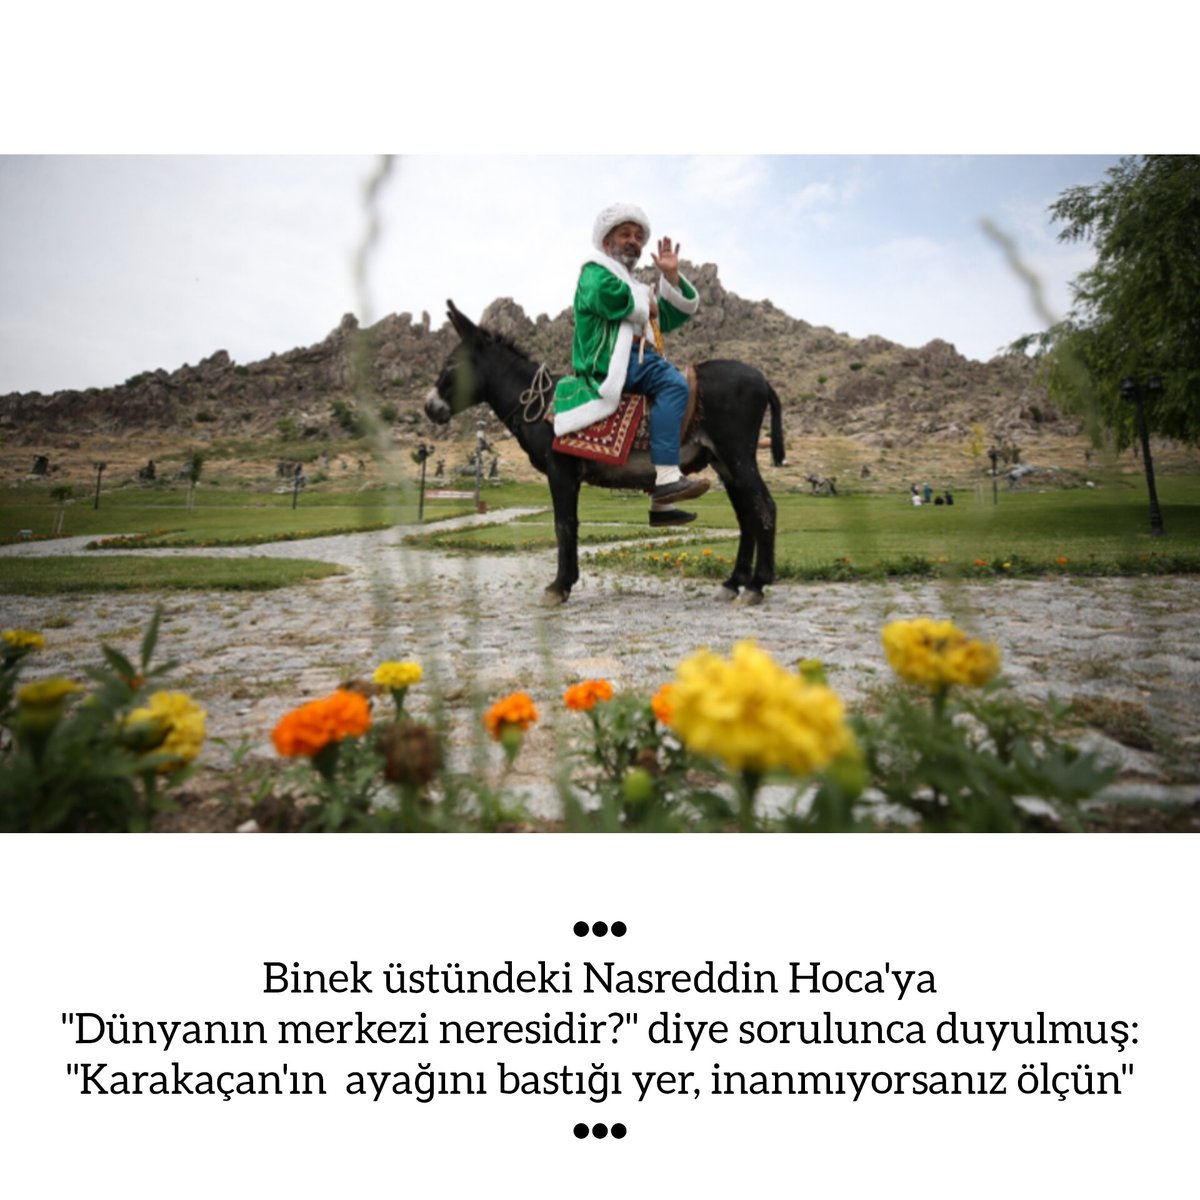 •••
Binek üstündeki Nasreddin Hoca'ya
"Dünyanın merkezi neresidir?" diye sorulunca duyulmuş:
"Karakaçan'ın  ayağını bastığı yer, inanmıyorsanız ölçün"
•••